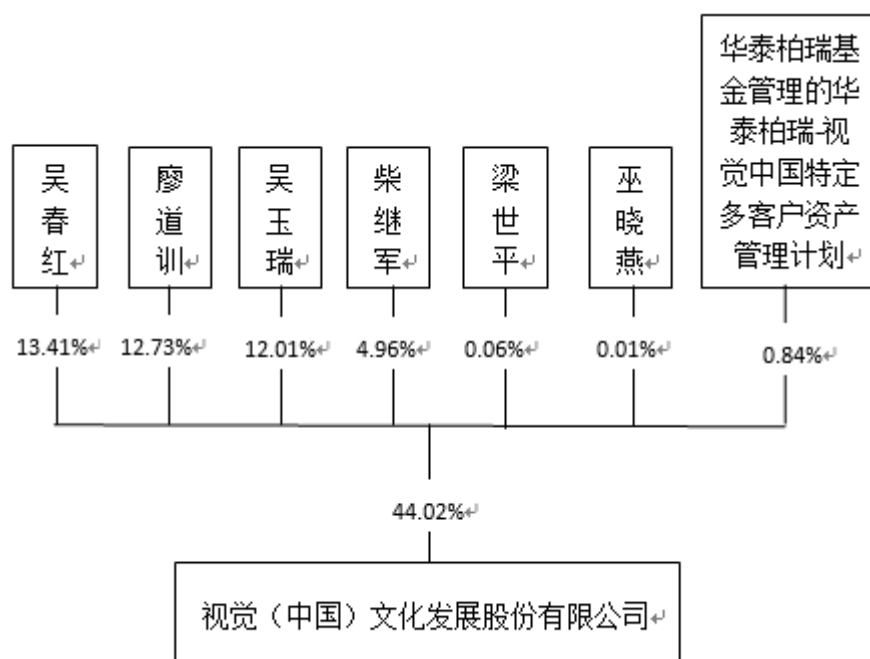 吴春红
廖道训
吴玉瑞
柴继军
梁世平
巫晓燕
华泰柏瑞基
金管理的华
泰柏瑞-视
觉中国特定
多客户资产
管理计划
13.41%
12.73%
12.01%
4.96%
0.06%
0.01%
0.84%
44.02%
视觉（中国）文化发展股份有限公司